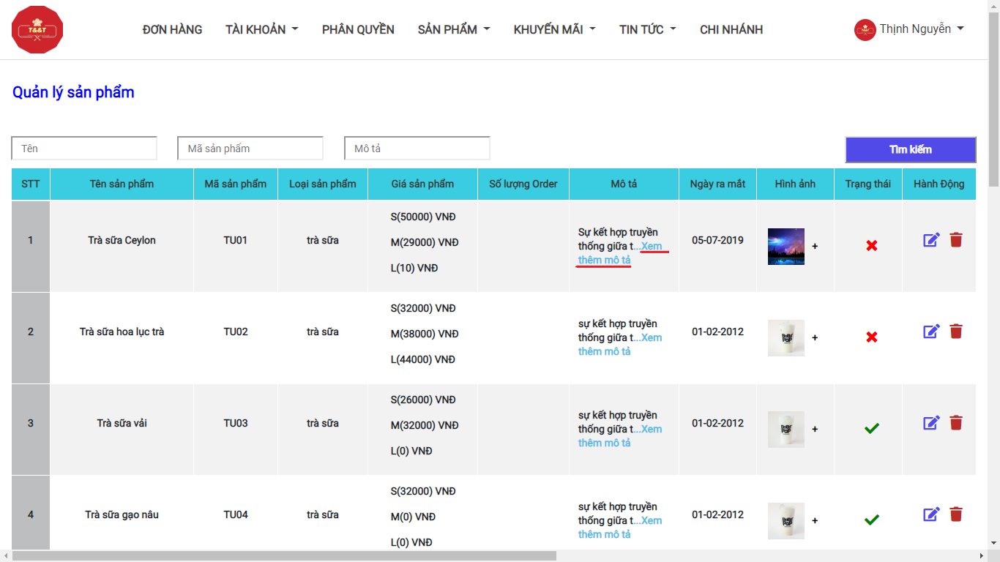 T&&T
ĐƠN HÀNG TÀI KHOẢN PHÂN QUYỀN SẢN PHẨM KHUYẾN MÃI TIN TỨC CHI NHÁNH
Thịnh Nguyễn
Quản lý sản phẩm
Tên Mã sản phẩm Mô tả Tìm kiếm
STT Tên sản phẩm Mã sản phẩm Loại sản phẩm Giá sản phẩm Số lượng Order Mô tả Ngày ra mắt Hình ảnh Trạng thái Hành Động
S(50000) VNĐ
1 Trà sữa Ceylon TU01 trà sữa M(29000) VNĐ 05-07-2019 +
L(10) VNĐ
Sự kết hợp truyền
thống giữa t...Xem
thêm mô tả
S(32000) VNĐ
2 Trà sữa hoa lục trà TU02 trà sữa M(38000) VNĐ 01-02-2012 +
L(44000) VNĐ
sự kết hợp truyền
thống giữa t...Xem
thêm mô tả
S(26000) VNĐ
3 Trà sữa vải TU03 trà sữa M(32000) VNĐ 01-02-2012 +
L(0) VNĐ
sự kết hợp truyền
thống giữa t...Xem
thêm mô tả
S(32000) VNĐ
4 Trà sữa gạo nâu TU04 trà sữa M(0) VNĐ 01-02-2012 +
L(0) VNĐ
sự kết hợp truyền
thống giữa t...Xem
thêm mô tả